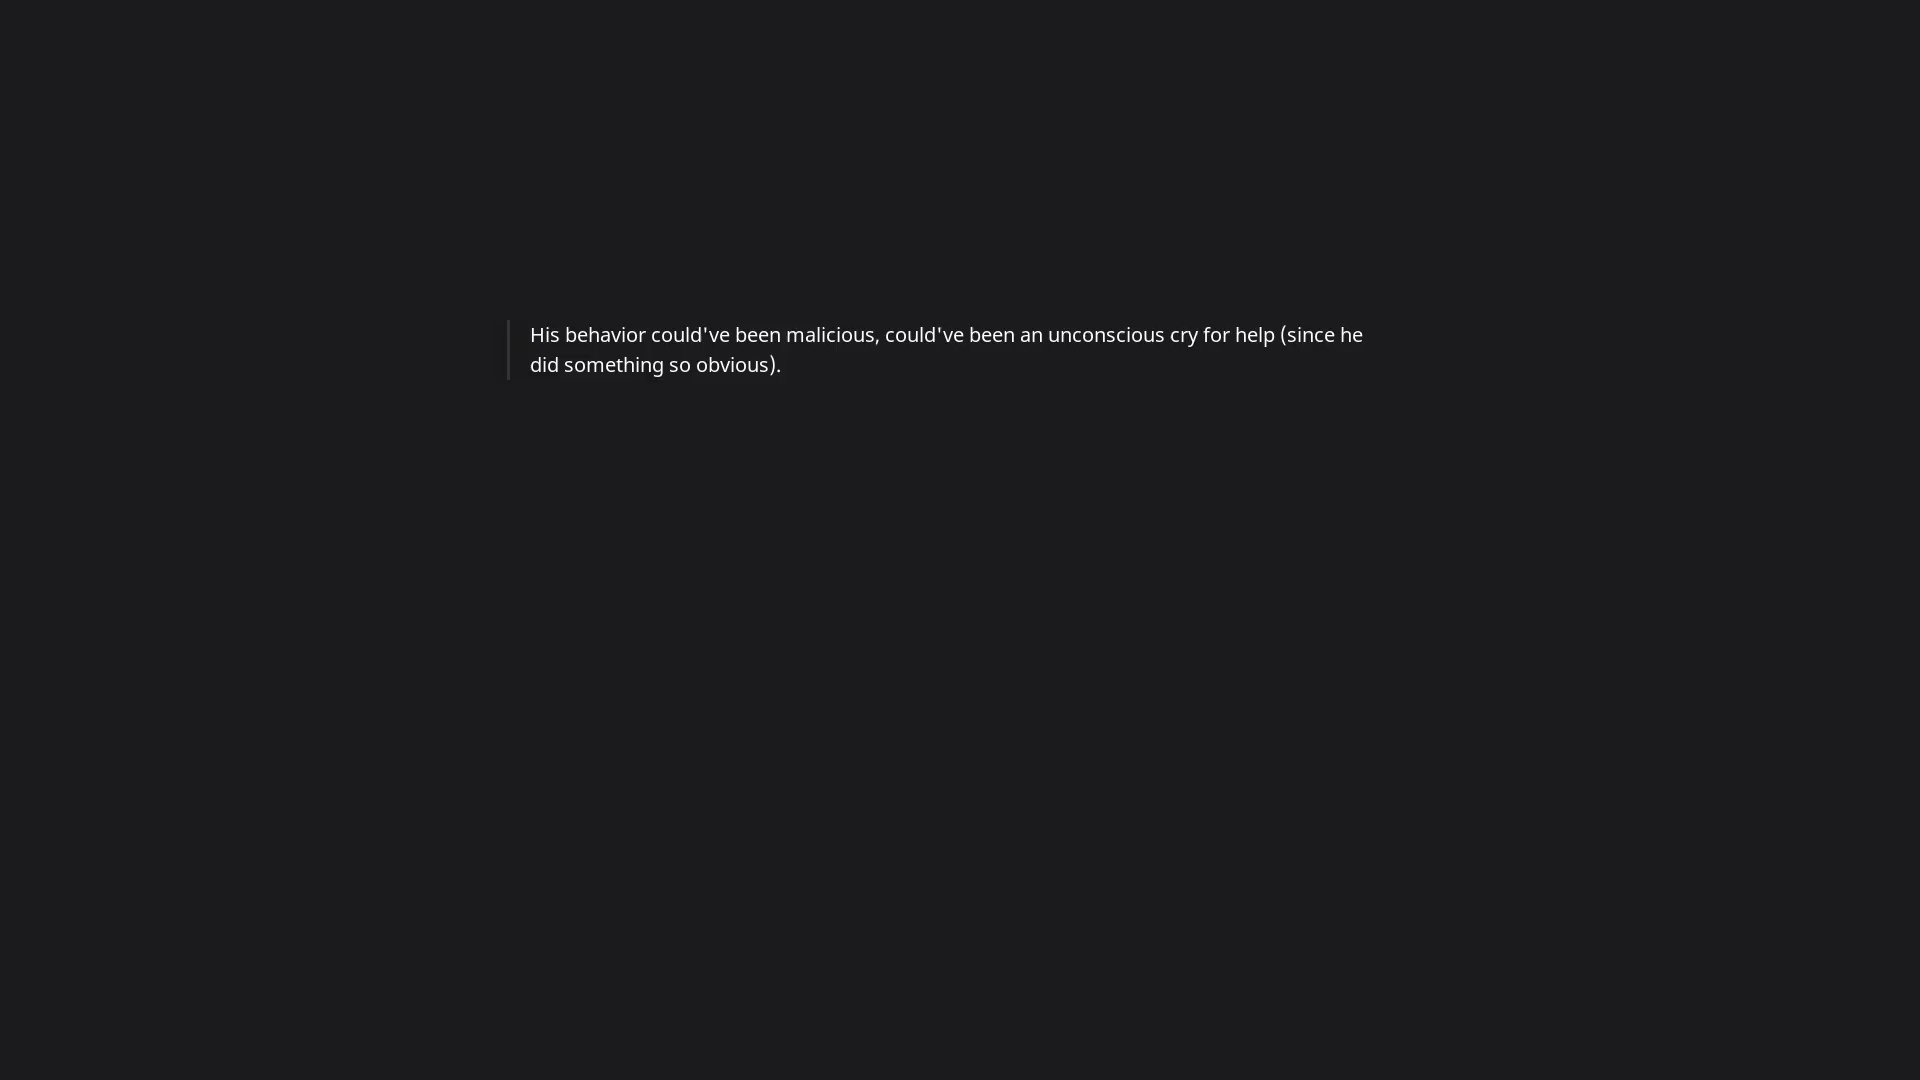 His behavior could've been malicious, could've been an unconscious cry for help (since he
did something so obvious).